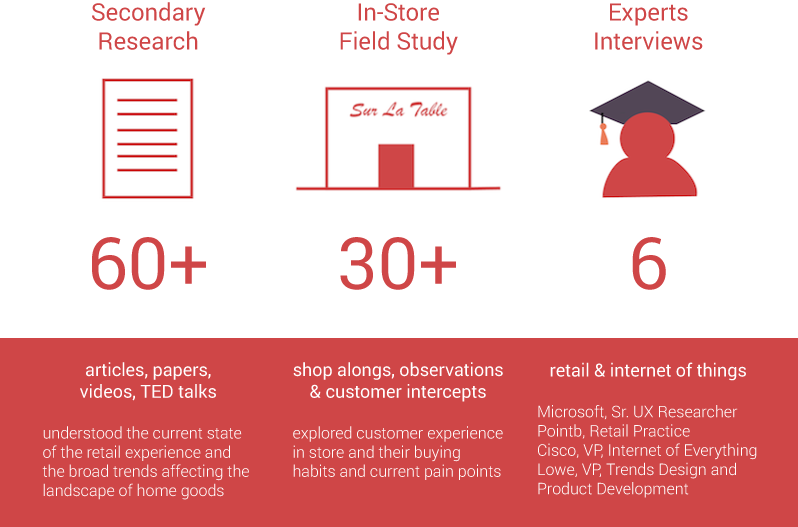 Secondary
Research
In-Store
Field Study
Experts
Interviews
Sur La Table
60+
30+
6
articles, papers,
videos, TED talks
understood the current state
of the retail experience and
the broad trends affecting the
landscape of home goods
shop alongs, observations
& customer intercepts
explored customer experience
in store and their buying
habits and current pain points
retail & internet of things
Microsoft, Sr. UX Researcher
Pointb, Retail Practice
Cisco, VP, Internet of Everything
Lowe, VP, Trends Design and
Product Development